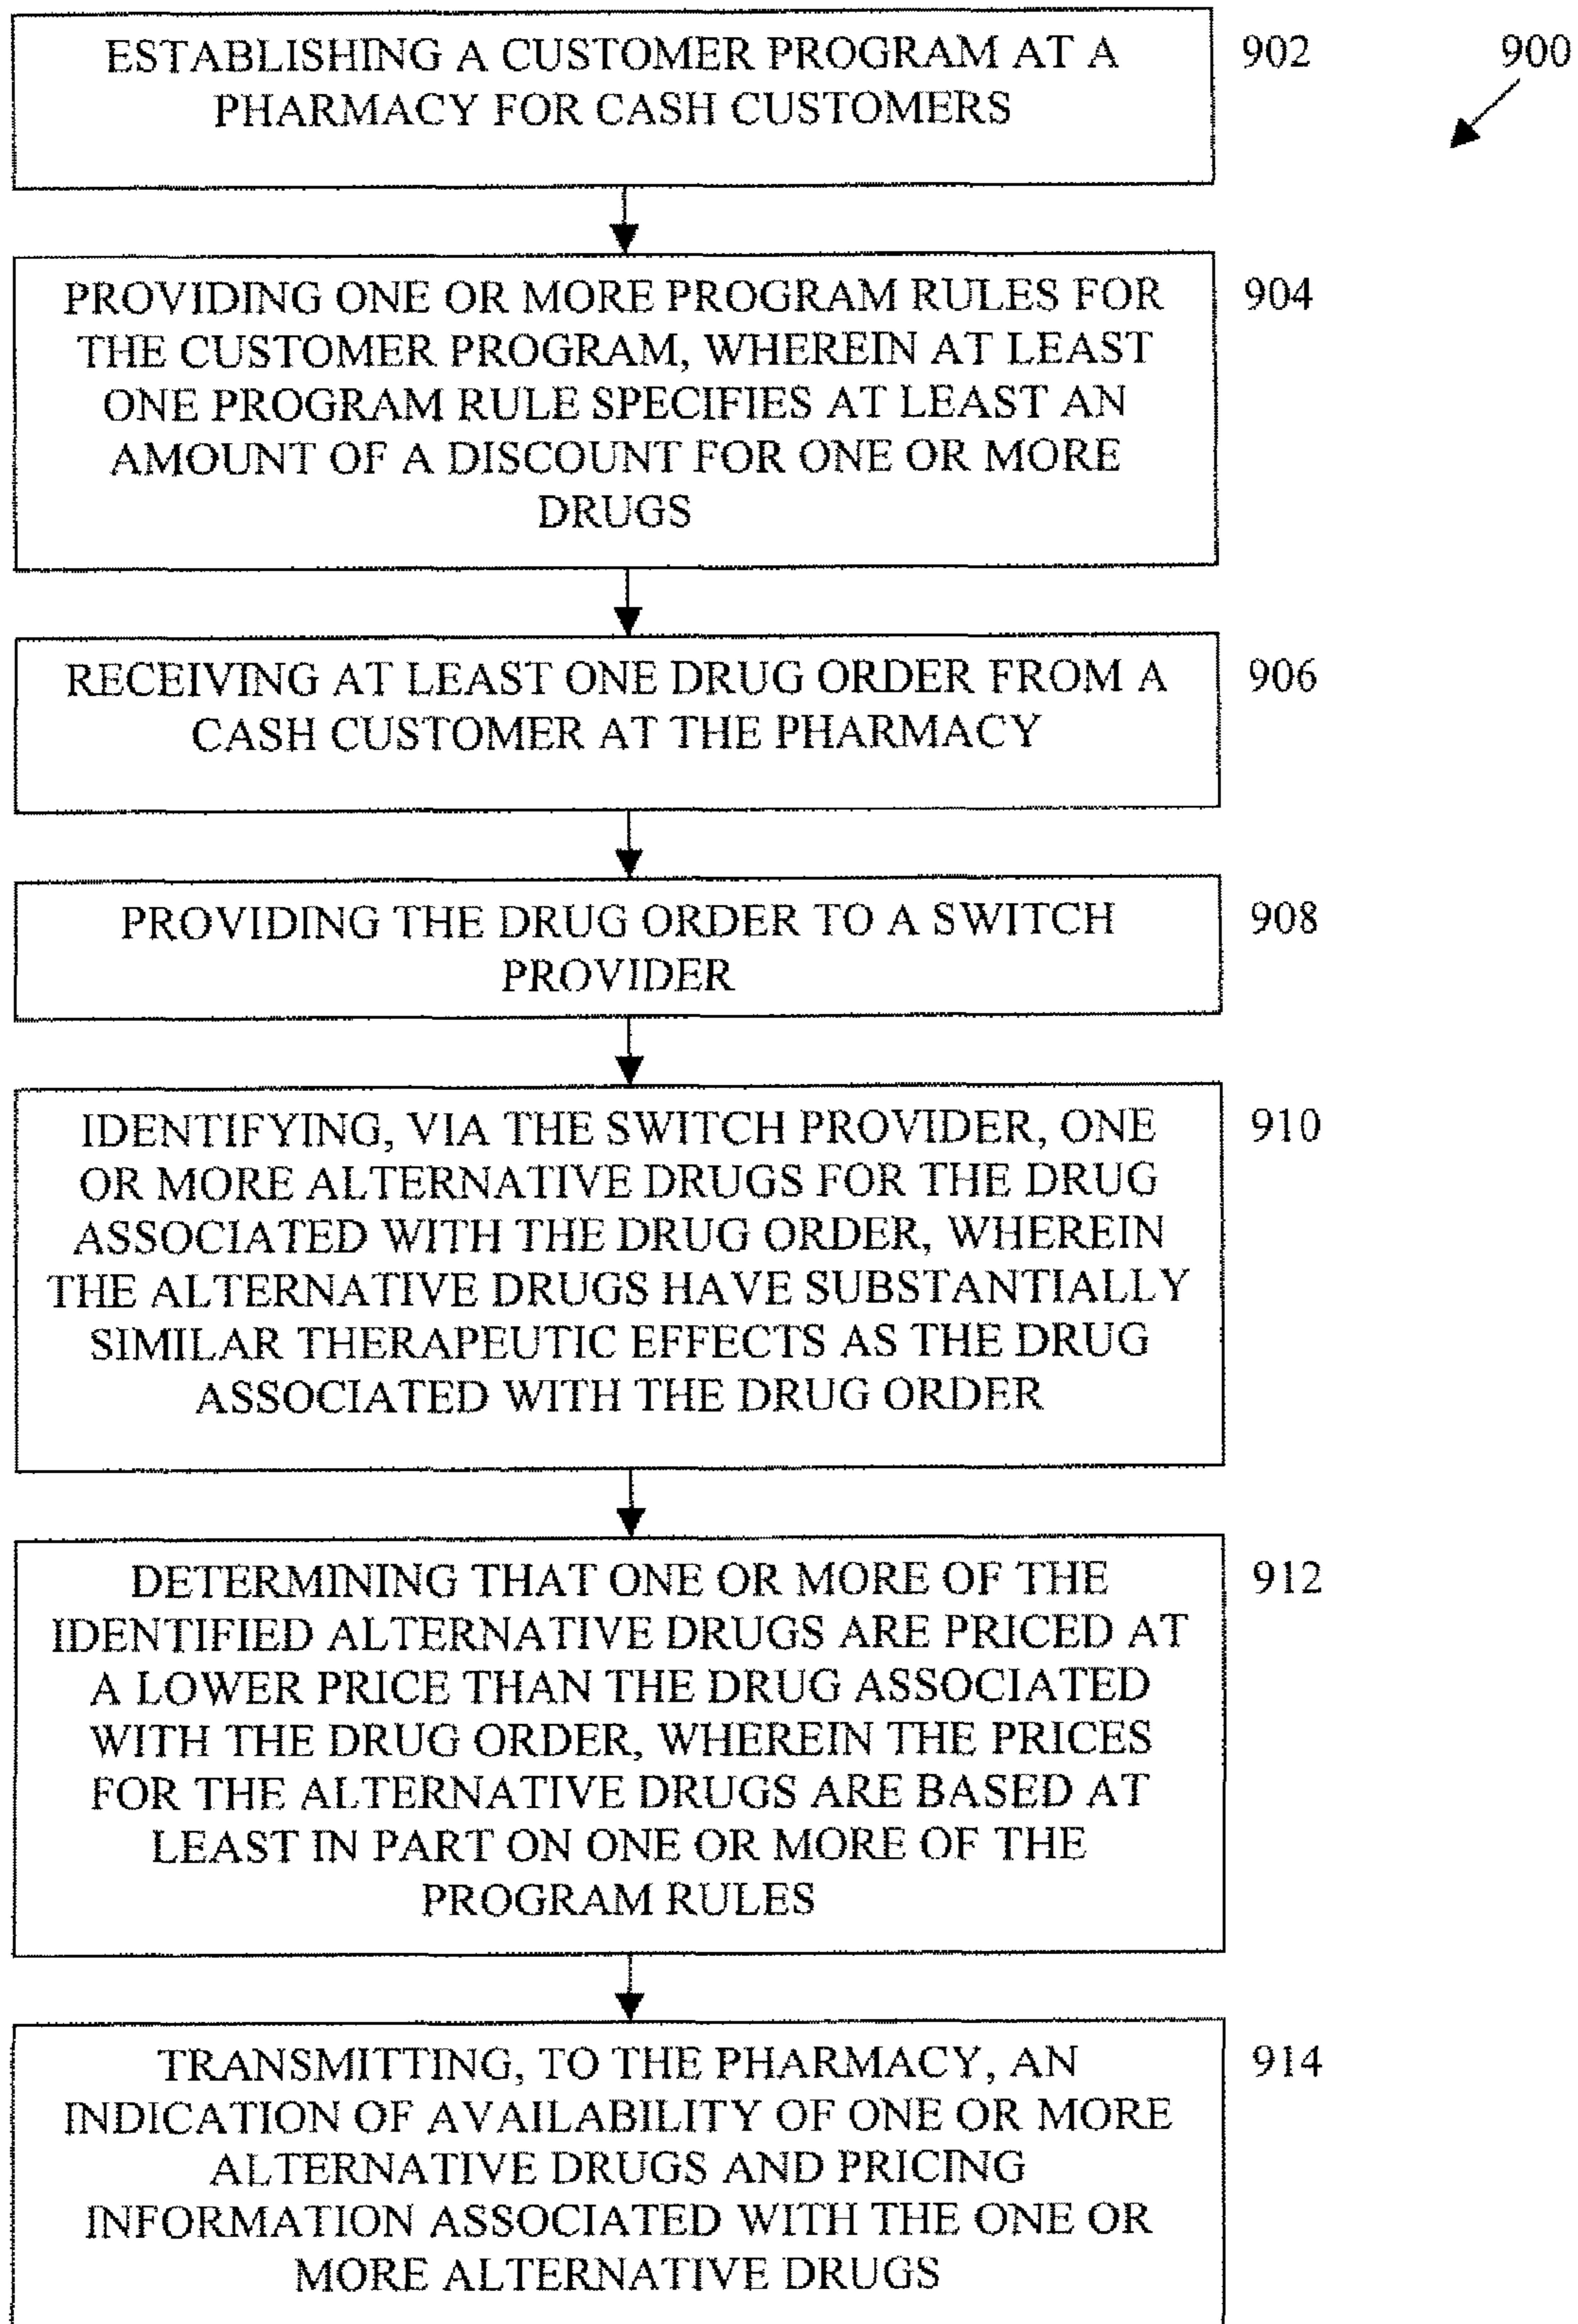 ESTABLISHING A CUSTOMER PROGRAM AT A
PHARMACY FOR CASH CUSTOMERS
902
900
PROVIDING ONE OR MORE PROGRAM RULES FOR
THE CUSTOMER PROGRAM, WHEREIN AT LEAST
ONE PROGRAM RULE SPECIFIES AT LEAST AN
AMOUNT OF A DISCOUNT FOR ONE OR MORE
DRUGS
904
RECEIVING AT LEAST ONE DRUG ORDER FROM A
CASH CUSTOMER AT THE PHARMACY
906
PROVIDING THE DRUG ORDER TO A SWITCH
PROVIDER
908
IDENTIFYING, VIA THE SWITCH PROVIDER, ONE
OR MORE ALTERNATIVE DRUGS FOR THE DRUG
ASSOCIATED WITH THE DRUG ORDER, WHEREIN
THE ALTERNATIVE DRUGS HAVE SUBSTANTIALLY
SIMILAR THERAPEUTIC EFFECTS AS THE DRUG
ASSOCIATED WITH THE DRUG ORDER
910
DETERMINING THAT ONE OR MORE OF THE
IDENTIFIED ALTERNATIVE DRUGS ARE PRICED AT
A LOWER PRICE THAN THE DRUG ASSOCIATED
WITH THE DRUG ORDER, WHEREIN THE PRICES
FOR THE ALTERNATIVE DRUGS ARE BASED AT
LEAST IN PART ON ONE OR MORE OF THE
PROGRAM RULES
912
TRANSMITTING, TO THE PHARMACY, AN
INDICATION OF AVAILABILITY OF ONE OR MORE
ALTERNATIVE DRUGS AND PRICING
INFORMATION ASSOCIATED WITH THE ONE OR
MORE ALTERNATIVE DRUGS
914